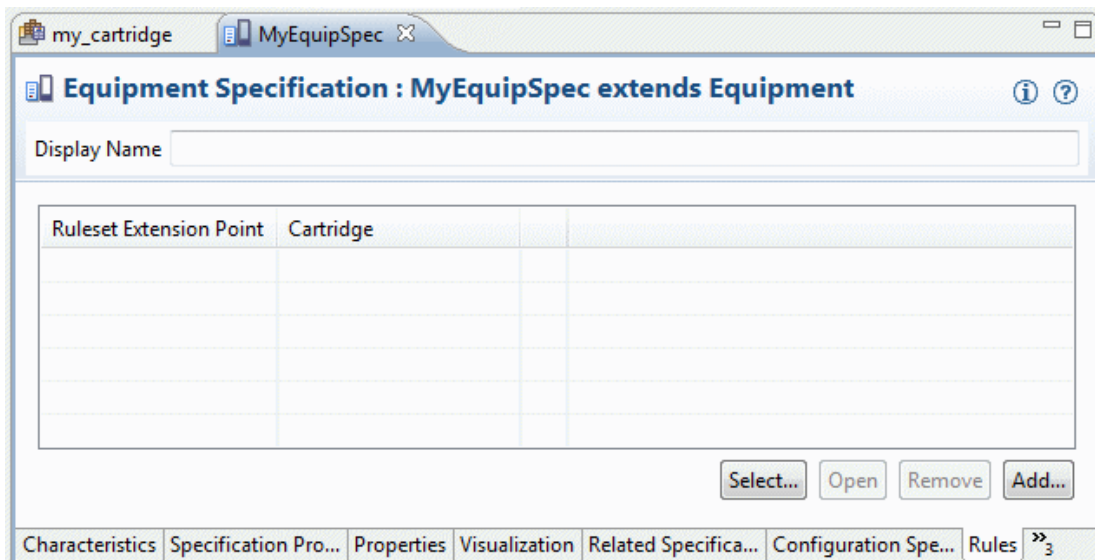 my_cartridge MyEquipSpec
Equipment Specification : MyEquipSpec extends Equipment
Display Name
Ruleset Extension Point Cartridge
Select... Open Remove Add...
Characteristics Specification Pro... Properties Visualization Related Specifica... Configuration Spe... Rules »3